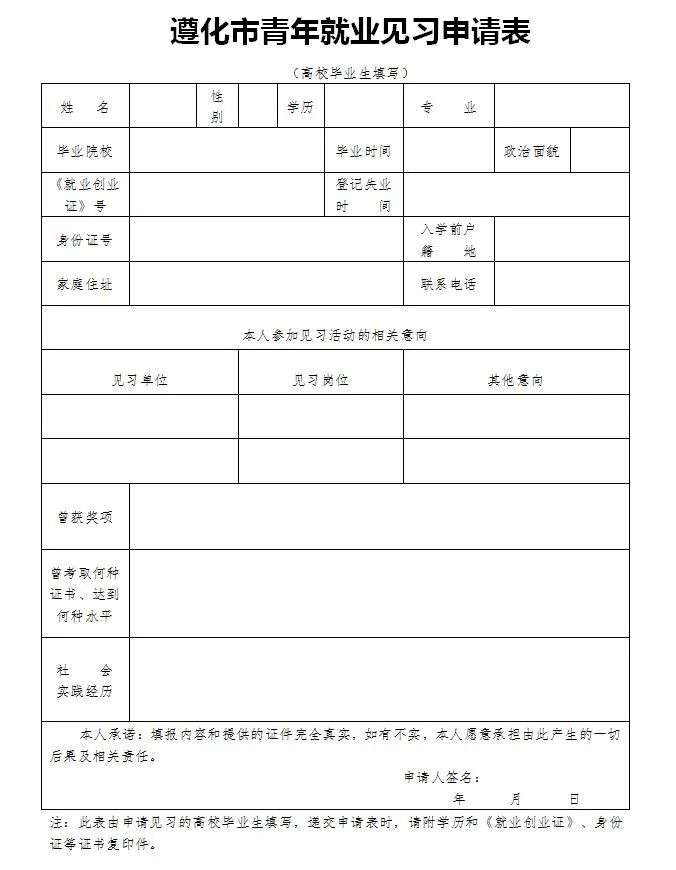 遵化市青年就业见习申请表
（高校毕业生填写）
姓 名
性别
学历
专 业
毕业院校
毕业时间
政治面貌
《就业创业证》号
登记失业时 间
身份证号
入学前户籍 地
家庭住址
联系电话
本人参加见习活动的相关意向
见习单位
见习岗位
其他意向
曾获奖项
曾考取何种
证书、达到
何种水平
社 会
实践经历
本人承诺：填报内容和提供的证件完全真实，如有不实，本人愿意承担由此产生的一切
后果及相关责任。
申请人签名：
年 月 日
注：此表由申请见习的高校毕业生填写，递交申请表时，请附学历和《就业创业证》、身份
证等证书复印件。